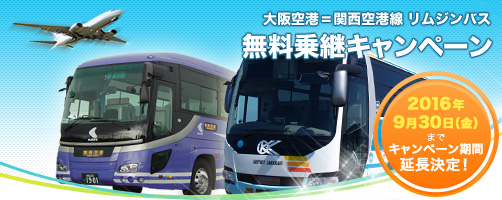 大阪空港＝関西空港線 リムジンバス
無料乗継キャンペーン
2016年
9月30日(金)
まで
キャンペーン期間
延長決定！